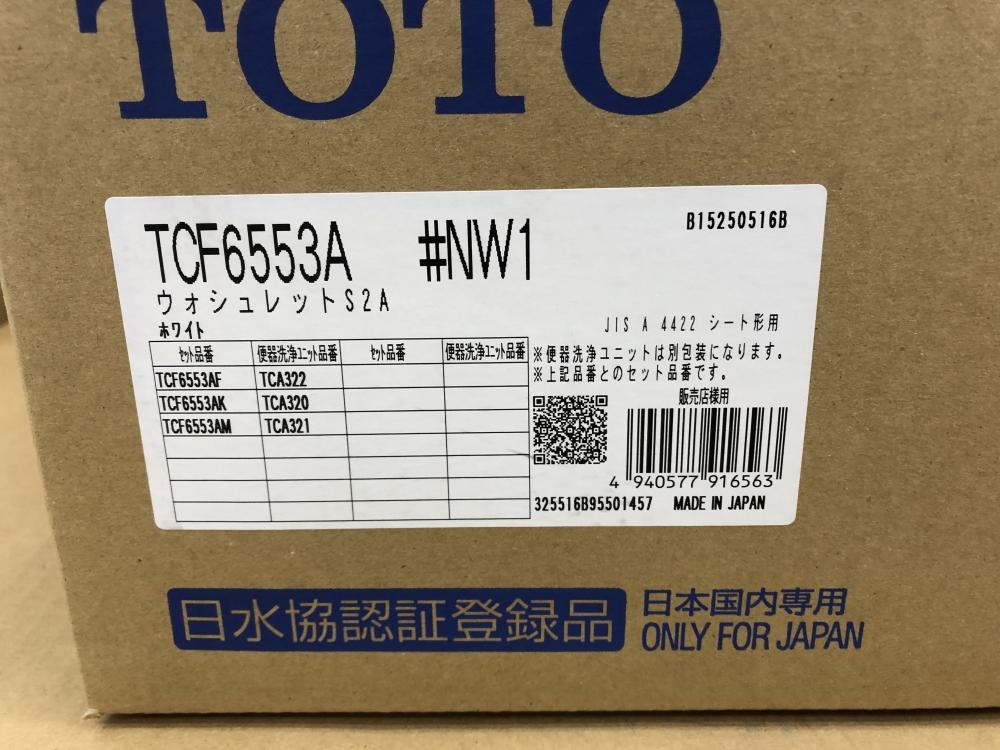 TOTO
TCF6553A #NW1
B15250516B
ウォシュレットS2A
ホワイト
JIS A 4422 シート形用
セット品番 便器洗浄ユニット品番 セット品番 便器洗浄ユニット品番
TCF6553AF TCA322
TCF6553AK TCA320
TCF6553AM TCA321
※便器洗浄ユニットは別包装になります。
※上記品番とのセット品番です。
販売店様用
4 940577 916563
325516B95501457 MADE IN JAPAN
日水協認証登録品
日本国内専用
ONLY FOR JAPAN